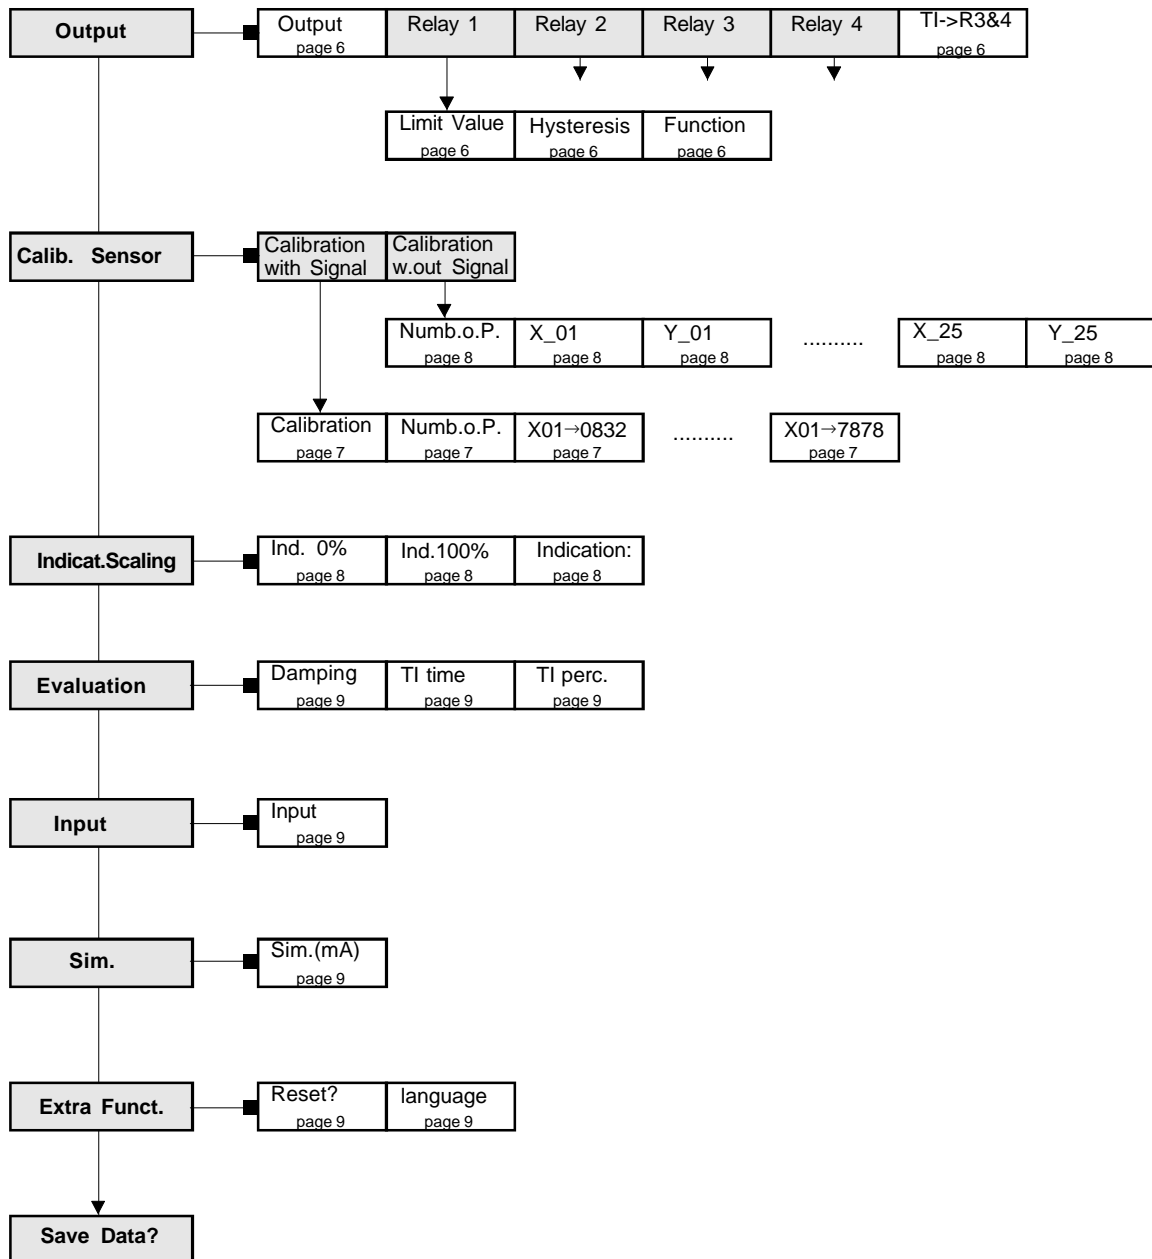 Output
Output
page 6
Relay 1
Relay 2
Relay 3
Relay 4
TI->R3&4
page 6
Limit Value
page 6
Hysteresis
page 6
Function
page 6
Calib. Sensor
Calibration
with Signal
Calibration
w.out Signal
Numb.o.P.
page 8
X_01
page 8
Y_01
page 8
..........
X_25
page 8
Y_25
page 8
Calibration
page 7
Numb.o.P.
page 7
X01→0832
page 7
..........
X01→7878
page 7
Indicat.Scaling
Ind. 0%
page 8
Ind.100%
page 8
Indication:
page 8
Evaluation
Damping
page 9
TI time
page 9
TI perc.
page 9
Input
Input
page 9
Sim.
Sim.(mA)
page 9
Extra Funct.
Reset?
page 9
language
page 9
Save Data?